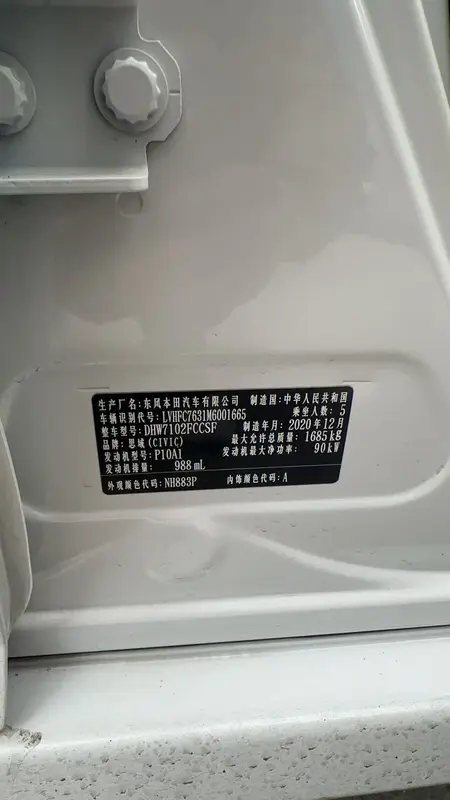 生产厂名:东风本田汽车有限公司 制造国:中华人民共和国
车辆识别代号:LVHFC7631M6001665 乘坐人数:5
整车型号:DHW7102FCCSF 制造年月:2020年12月
品牌:思域(CIVIC) 最大允许总质量:1685kg
发动机型号:P10A1 发动机最大净功率:90kW
发动机排量: 988mL
外观颜色代码:NH883P 内饰颜色代码:A